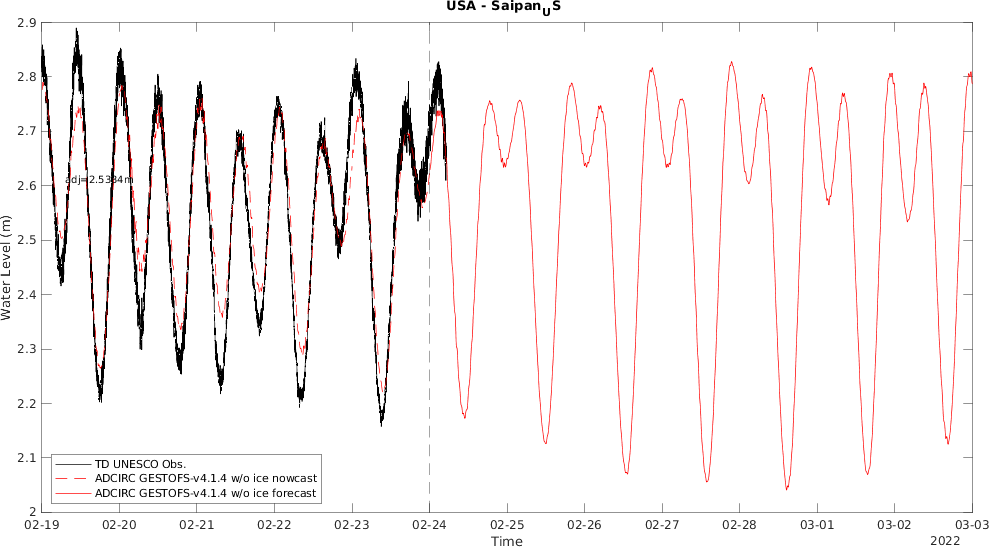 USA - Saipan_US
2.9
2.8
2.7
2.6
2.5
2.4
2.3
2.2
2.1
2
Water Level (m)
adj=2.5384m
TD UNESCO Obs.
ADCIRC GESTOFS-v4.1.4 w/o ice nowcast
ADCIRC GESTOFS-v4.1.4 w/o ice forecast
02-19 02-20 02-21 02-22 02-23 02-24 02-25 02-26 02-27 02-28 03-01 03-02 03-03
Time
2022